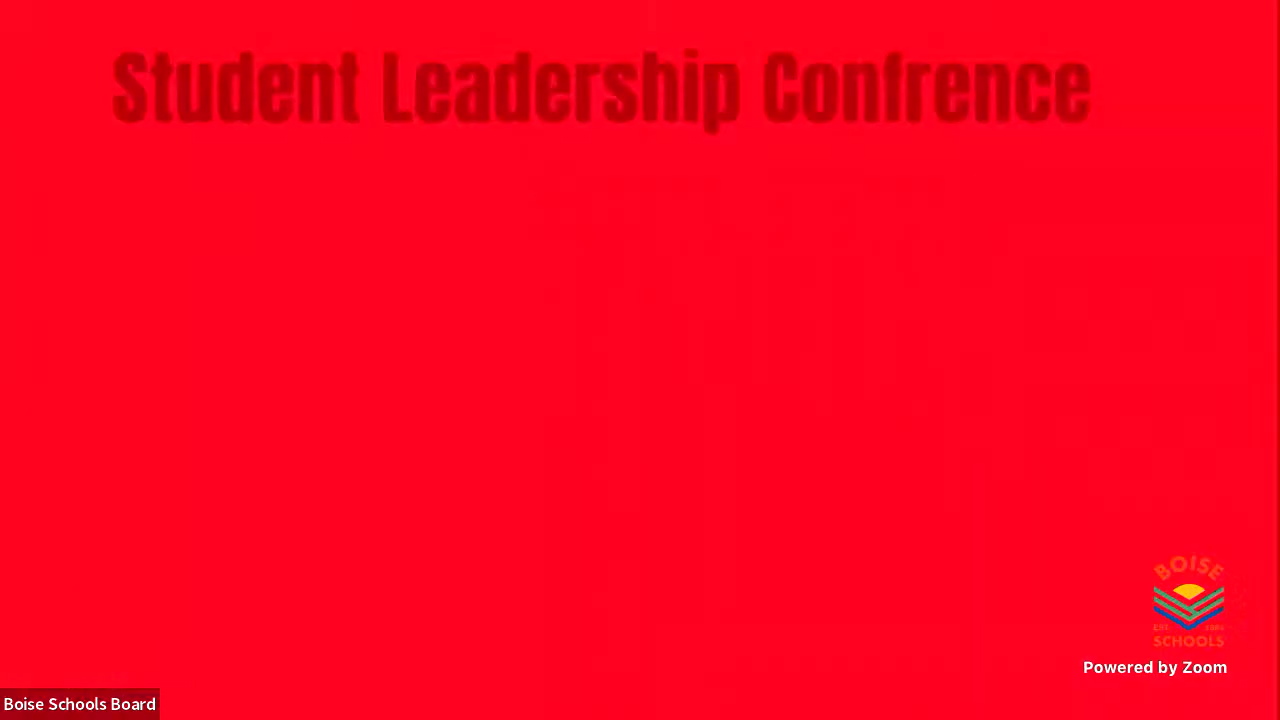 Student Leadership Confrence
BOISE
SCHOOLS
Powered by Zoom
Boise Schools Board